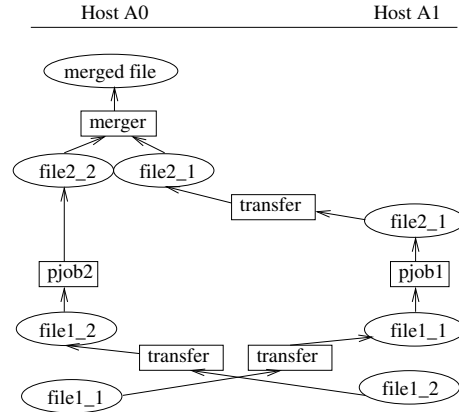 Host A0 Host A1
merged file
merger
file2_2 file2_1
transfer
file2_1
pjob2 pjob1
file1_2 file1_1
transfer transfer
file1_1 file1_2